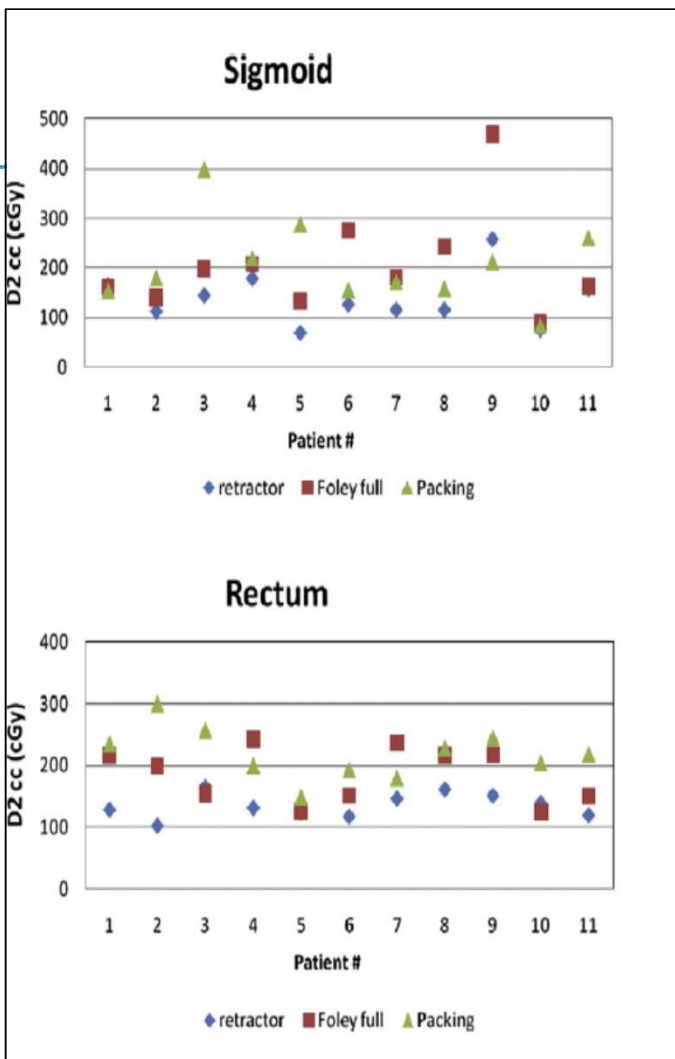 Sigmoid
500
400
300
200
100
0
D2 cc (cGy)
1 2 3 4 5 6 7 8 9 10 11
Patient #
retractor Foley full Packing
Rectum
400
300
200
100
0
D2 cc (cGy)
1 2 3 4 5 6 7 8 9 10 11
Patient #
retractor Foley full Packing